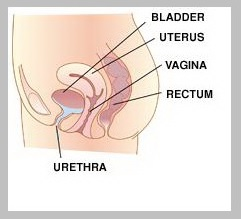 BLADDER
UTERUS
VAGINA
RECTUM
URETHRA